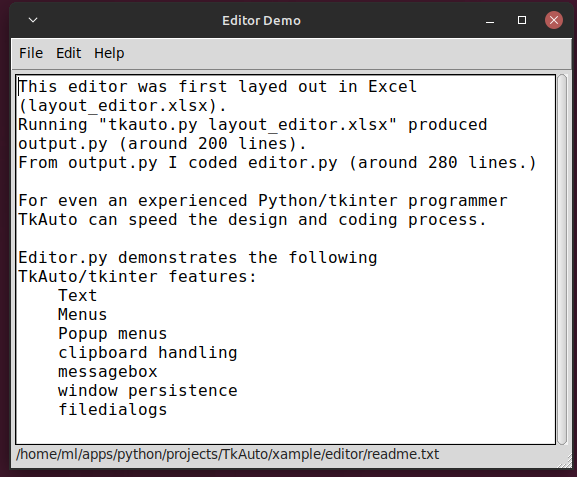 Editor Demo
File Edit Help
This editor was first layed out in Excel
(layout_editor.xlsx).
Running "tkauto.py layout_editor.xlsx" produced
output.py (around 200 lines).
From output.py I coded editor.py (around 280 lines.)
For even an experienced Python/tkinter programmer
TkAuto can speed the design and coding process.
Editor.py demonstrates the following
TkAuto/tkinter features:
Text
Menus
Popup menus
clipboard handling
messagebox
window persistence
filedialogs
/home/ml/apps/python/projects/TkAuto/xample/editor/readme.txt